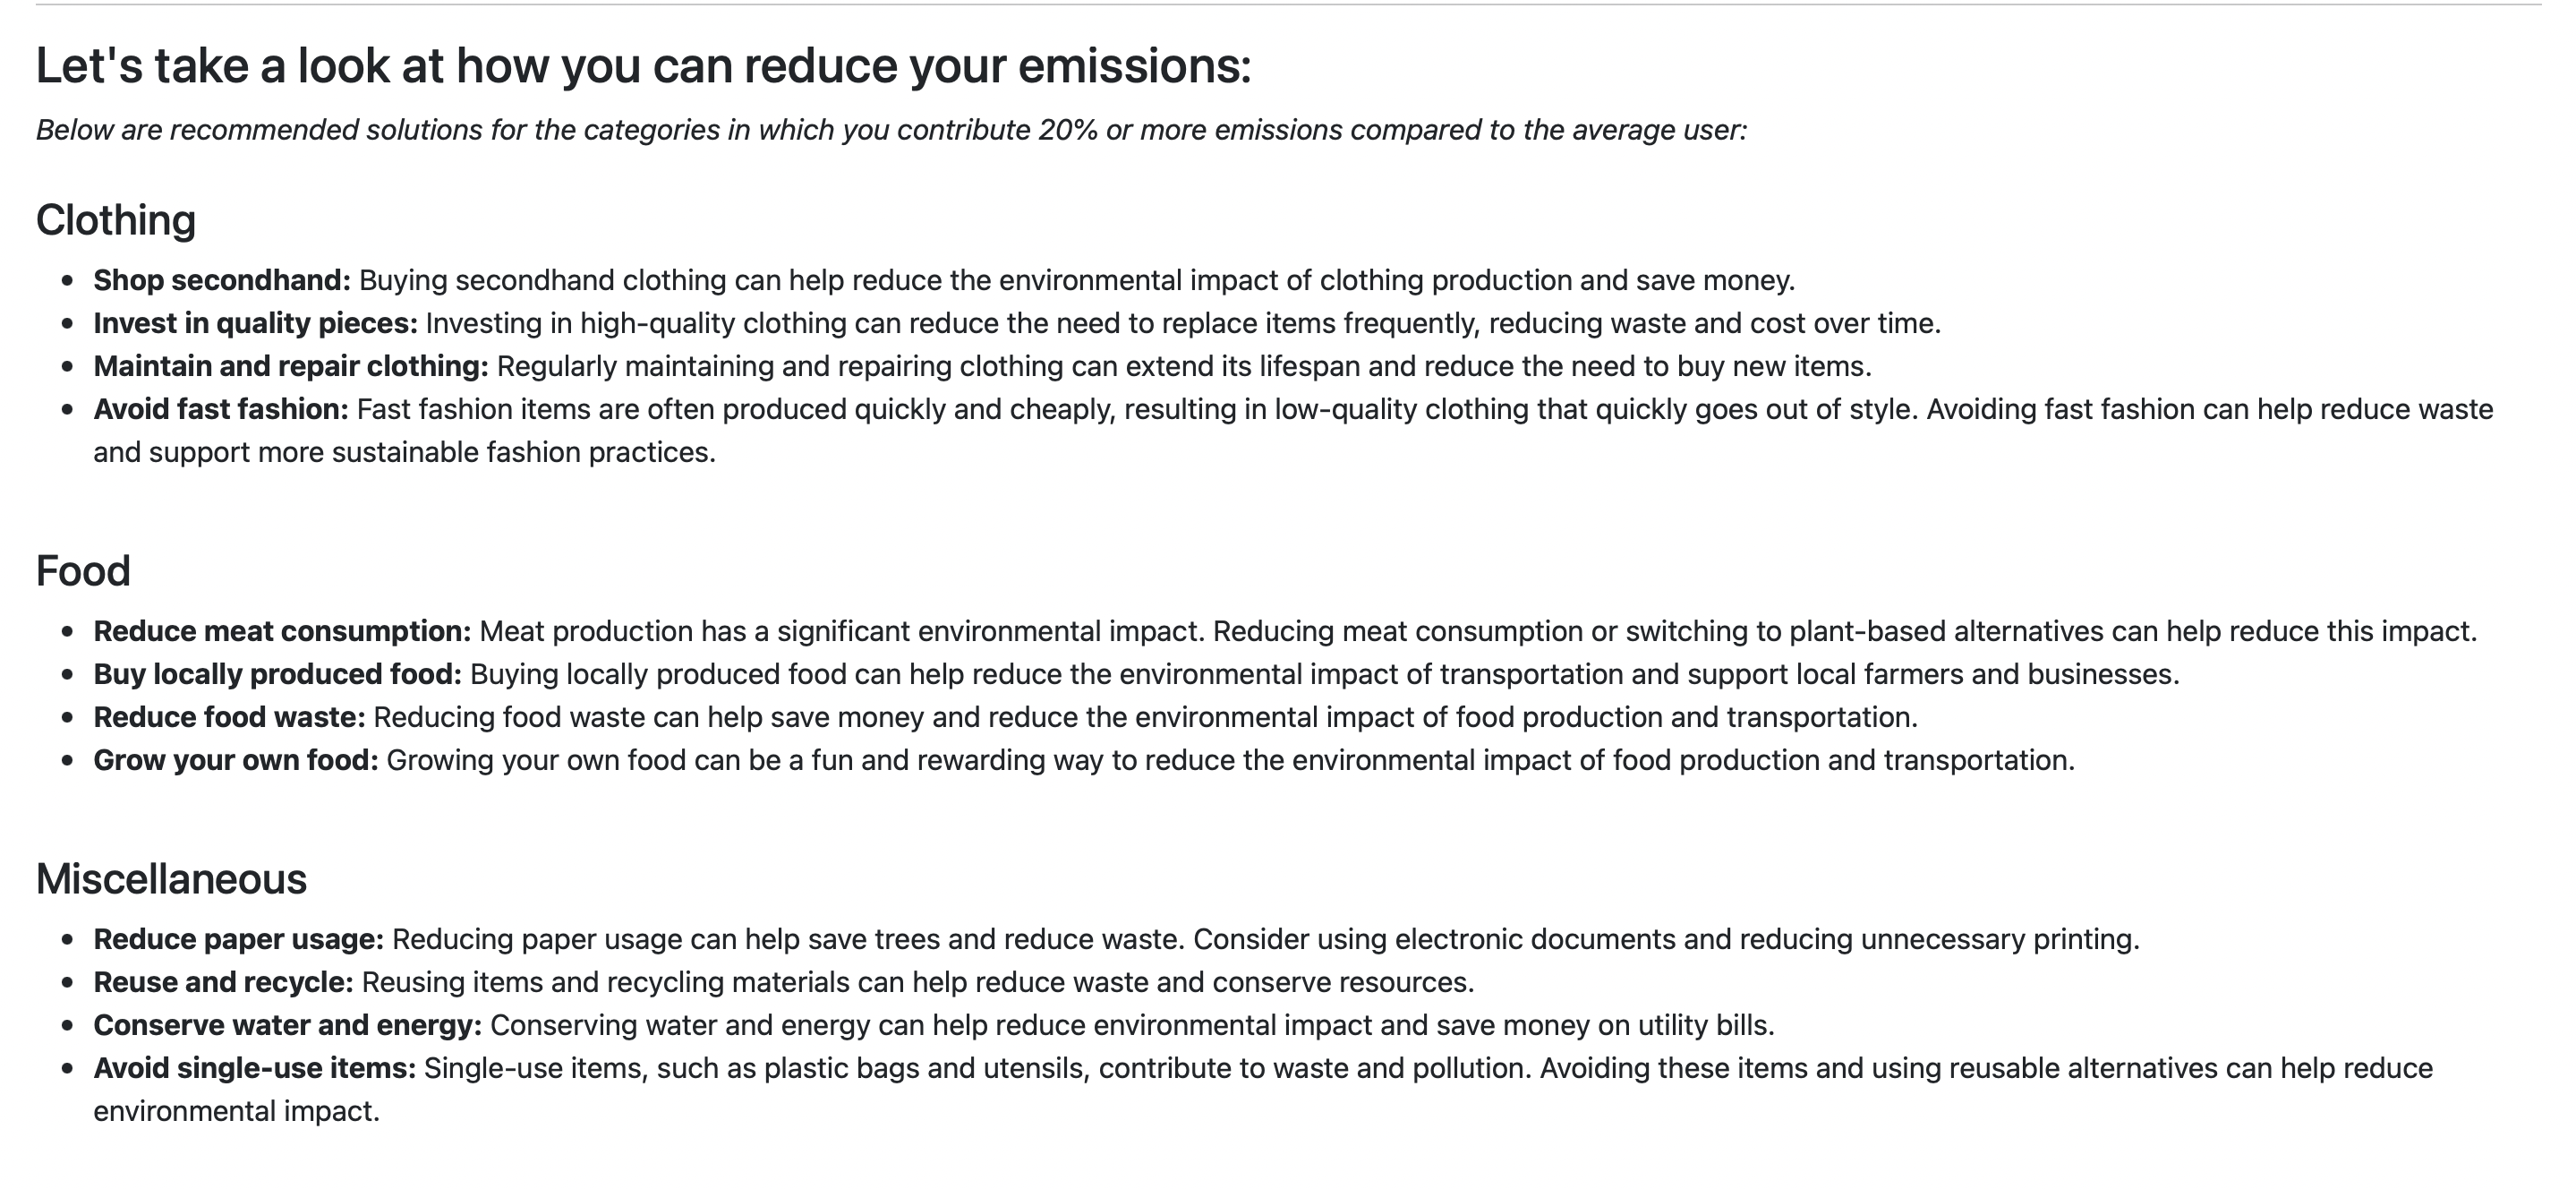 Let's take a look at how you can reduce your emissions:
Below are recommended solutions for the categories in which you contribute 20% or more emissions compared to the average user:
Clothing
• Shop secondhand: Buying secondhand clothing can help reduce the environmental impact of clothing production and save money.
• Invest in quality pieces: Investing in high-quality clothing can reduce the need to replace items frequently, reducing waste and cost over time.
• Maintain and repair clothing: Regularly maintaining and repairing clothing can extend its lifespan and reduce the need to buy new items.
• Avoid fast fashion: Fast fashion items are often produced quickly and cheaply, resulting in low-quality clothing that quickly goes out of style. Avoiding fast fashion can help reduce waste
and support more sustainable fashion practices.
Food
• Reduce meat consumption: Meat production has a significant environmental impact. Reducing meat consumption or switching to plant-based alternatives can help reduce this impact.
• Buy locally produced food: Buying locally produced food can help reduce the environmental impact of transportation and support local farmers and businesses.
• Reduce food waste: Reducing food waste can help save money and reduce the environmental impact of food production and transportation.
• Grow your own food: Growing your own food can be a fun and rewarding way to reduce the environmental impact of food production and transportation.
Miscellaneous
• Reduce paper usage: Reducing paper usage can help save trees and reduce waste. Consider using electronic documents and reducing unnecessary printing.
• Reuse and recycle: Reusing items and recycling materials can help reduce waste and conserve resources.
• Conserve water and energy: Conserving water and energy can help reduce environmental impact and save money on utility bills.
• Avoid single-use items: Single-use items, such as plastic bags and utensils, contribute to waste and pollution. Avoiding these items and using reusable alternatives can help reduce
environmental impact.